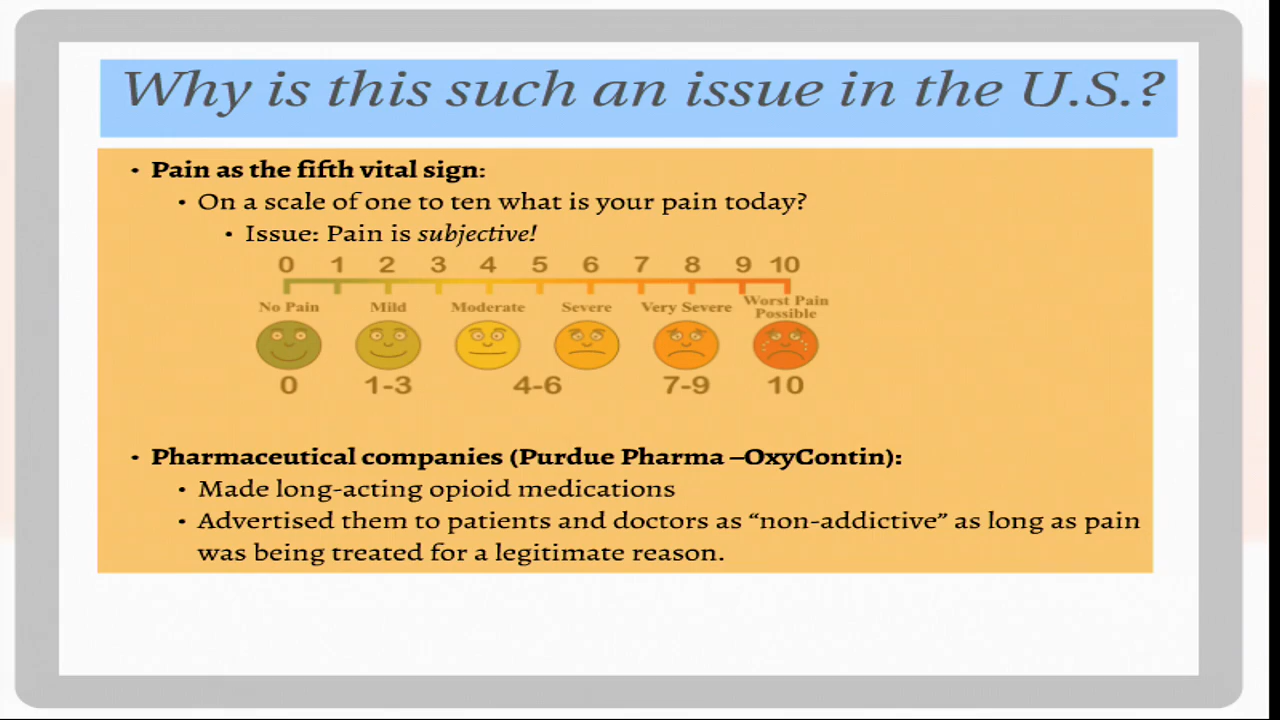 Why is this such an issue in the U.S.?
• Pain as the fifth vital sign:
• On a scale of one to ten what is your pain today?
• Issue: Pain is subjective!
0 1 2 3 4 5 6 7 8 9 10
No Pain Mild Moderate Severe Very Severe Worst Pain Possible
0 1-3 4-6 7-9 10
• Pharmaceutical companies (Purdue Pharma –OxyContin):
• Made long-acting opioid medications
• Advertised them to patients and doctors as “non-addictive” as long as pain
was being treated for a legitimate reason.